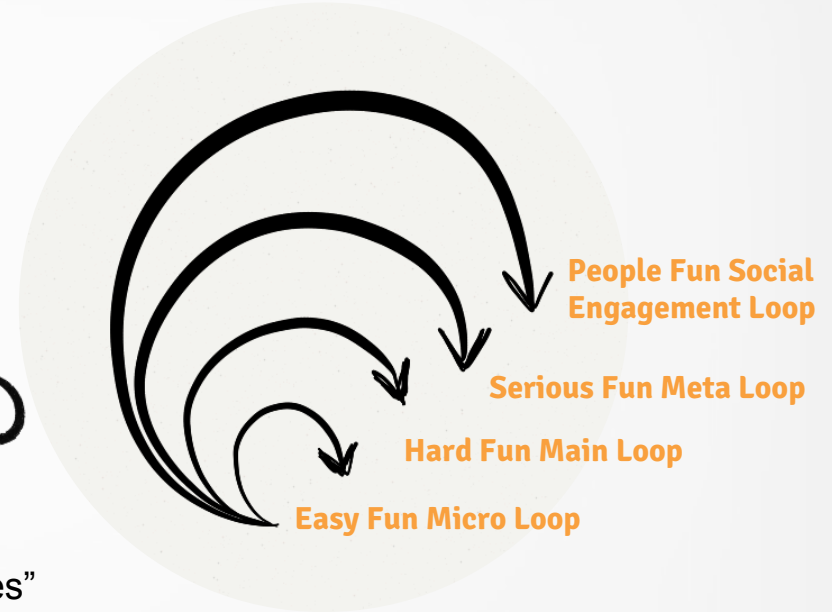 People Fun Social
Engagement Loop
Serious Fun Meta Loop
Hard Fun Main Loop
Easy Fun Micro Loop
es”